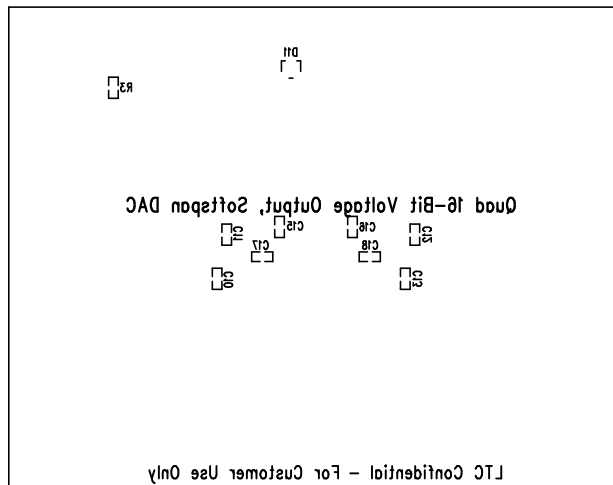 D11
R3
Quad 16-Bit Voltage Output, Softspan DAC
C15
C16
C11
C12
C17
C18
C10
C13
LTC Confidential - For Customer Use Only